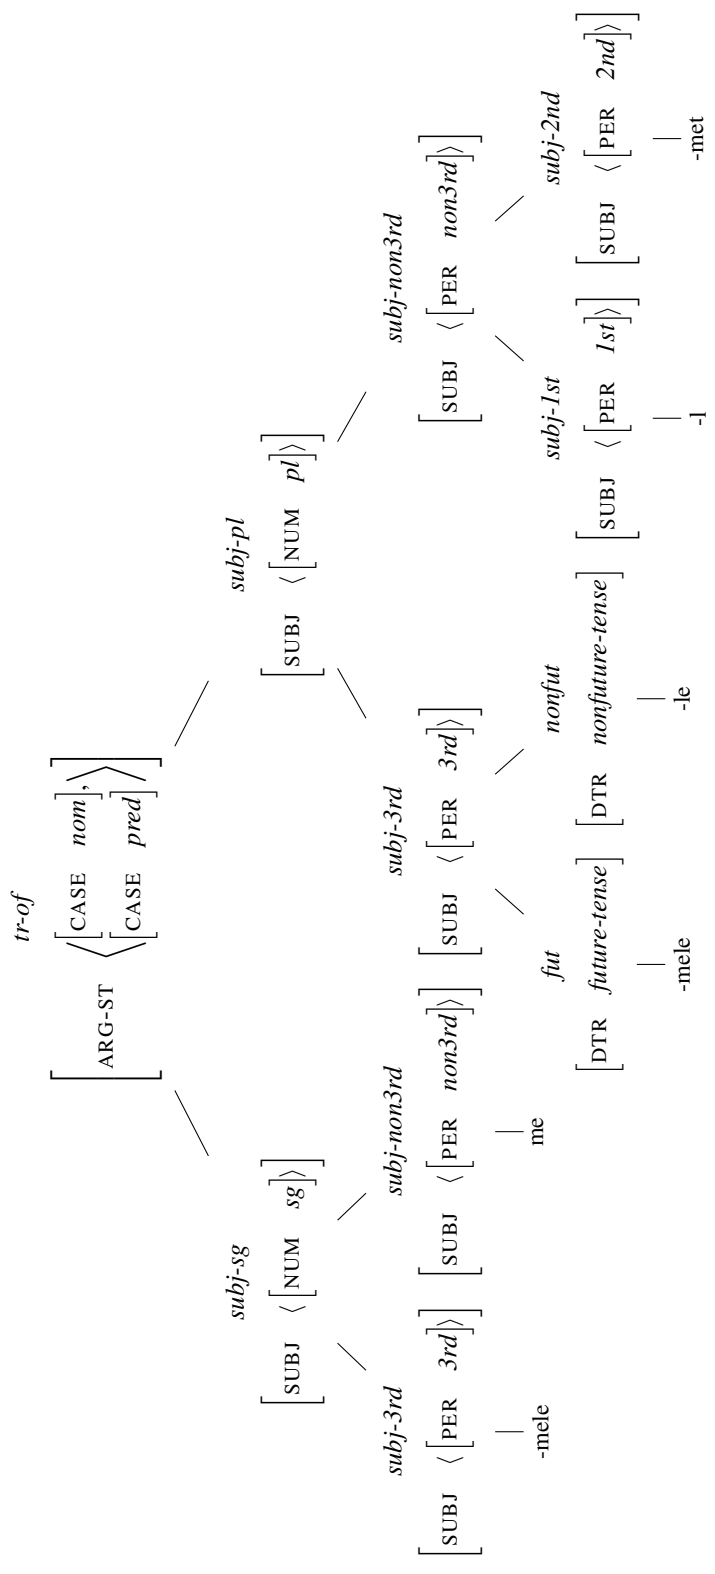 tr-of
[ARG-ST ⟨[CASE nom],
[CASE pred]⟩]
subj-sg
[SUBJ ⟨[NUM sg]⟩]
subj-pl
[SUBJ ⟨[NUM pl]⟩]
subj-3rd
[SUBJ ⟨[PER 3rd]⟩]
-mele
subj-non3rd
[SUBJ ⟨[PER non3rd]⟩]
me
subj-3rd
[SUBJ ⟨[PER 3rd]⟩]
subj-non3rd
[SUBJ ⟨[PER non3rd]⟩]
fut
[DTR future-tense]
-mele
nonfut
[DTR nonfuture-tense]
-le
subj-1st
[SUBJ ⟨[PER 1st]⟩]
-l
subj-2nd
[SUBJ ⟨[PER 2nd]⟩]
-met